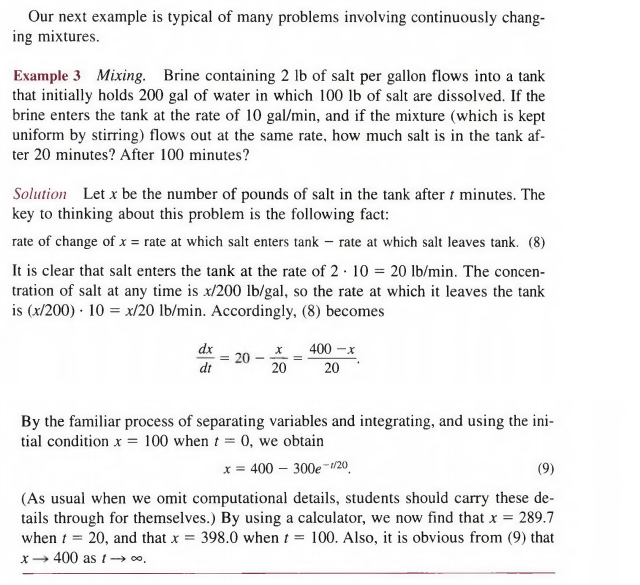 Our next example is typical of many problems involving continuously chang-
ing mixtures.
Example 3 Mixing. Brine containing 2 lb of salt per gallon flows into a tank
that initially holds 200 gal of water in which 100 lb of salt are dissolved. If the
brine enters the tank at the rate of 10 gal/min, and if the mixture (which is kept
uniform by stirring) flows out at the same rate, how much salt is in the tank af-
ter 20 minutes? After 100 minutes?
Solution Let x be the number of pounds of salt in the tank after t minutes. The
key to thinking about this problem is the following fact:
rate of change of x = rate at which salt enters tank − rate at which salt leaves tank. (8)
It is clear that salt enters the tank at the rate of 2 · 10 = 20 lb/min. The concen-
tration of salt at any time is x/200 lb/gal, so the rate at which it leaves the tank
is (x/200) · 10 = x/20 lb/min. Accordingly, (8) becomes
dx/dt = 20 − x/20 = (400 − x)/20.
By the familiar process of separating variables and integrating, and using the ini-
tial condition x = 100 when t = 0, we obtain
x = 400 − 300e^{−t/20}. (9)
(As usual when we omit computational details, students should carry these de-
tails through for themselves.) By using a calculator, we now find that x = 289.7
when t = 20, and that x = 398.0 when t = 100. Also, it is obvious from (9) that
x → 400 as t → ∞.